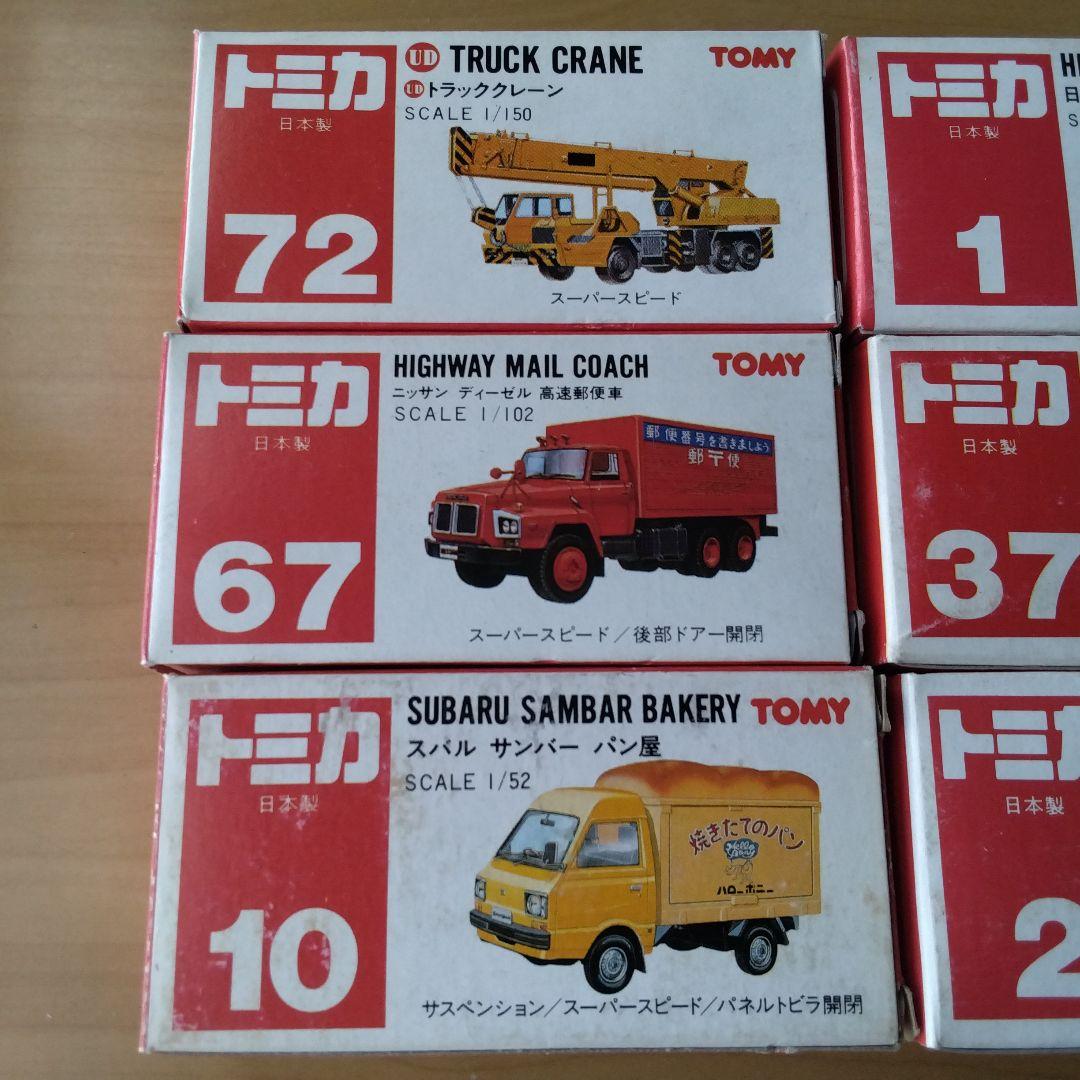 トミカ
日本製
72
UD TRUCK CRANE
UD トラッククレーン
SCALE 1/150
TOMY
スーパースピード
トミカ
日本製
1
トミカ
日本製
67
HIGHWAY MAIL COACH
ニッサン ディーゼル 高速郵便車
SCALE 1/102
TOMY
郵便番号を書きましよう
郵〒便
スーパースピード/後部ドアー開閉
トミカ
日本製
37
トミカ
日本製
10
SUBARU SAMBAR BAKERY
スバル サンバー パン屋
SCALE 1/52
TOMY
焼きたてのパン
Hello
ハローボニー
サスペンション/スーパースピード/パネルトビラ開閉
トミカ
日本製
2